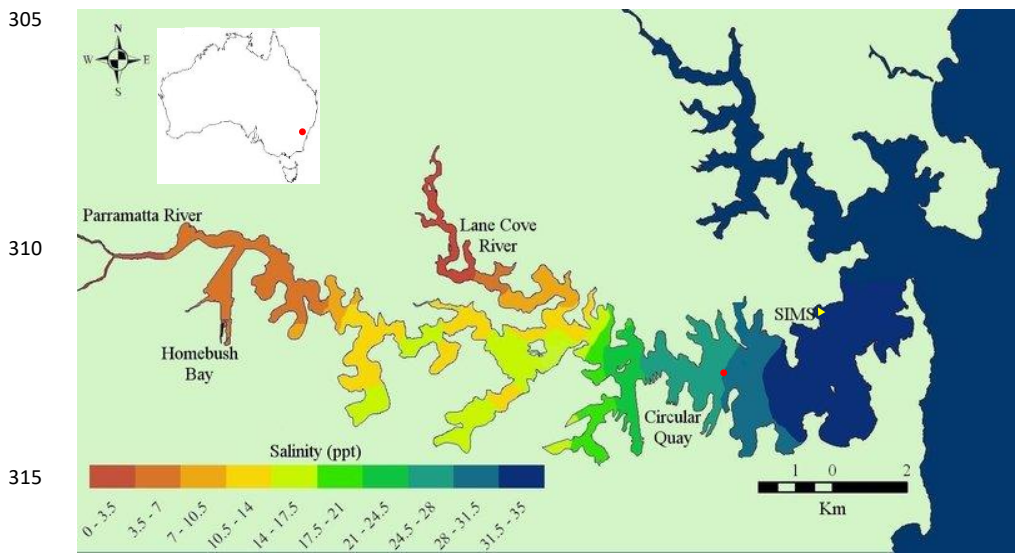 305
N
W E
S
Parramatta River
Lane Cove
River
310
SIMS
Homebush
Bay
Circular
Quay
Salinity (ppt)
315
1 0 2
Km
0 - 3.5
3.5 - 7
7 - 10.5
10.5 - 14
14 - 17.5
17.5 - 21
21 - 24.5
24.5 - 28
28 - 31.5
31.5 - 35